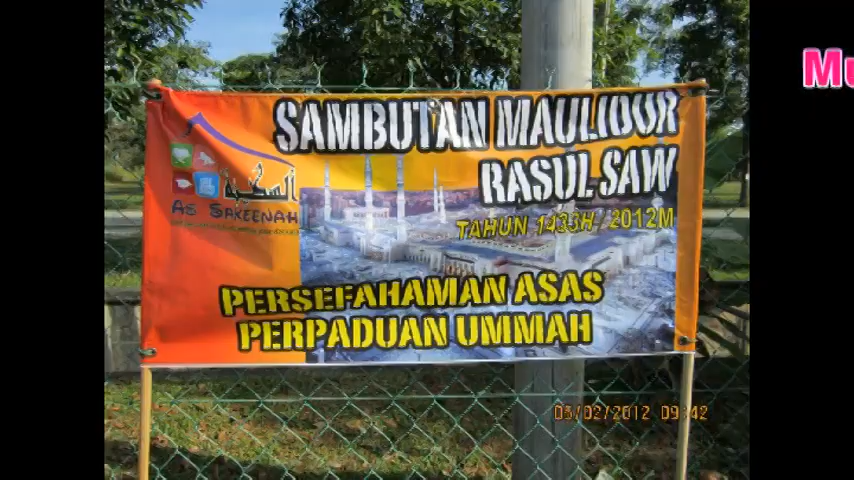 Mu
SAMBUTAN MAULIDUR
RASUL SAW
السكينة
AS SAKEENAH
TAHUN 1433H / 2012M
PERSEFAHAMAN ASAS
PERPADUAN UMMAH
05/02/2012 09:42